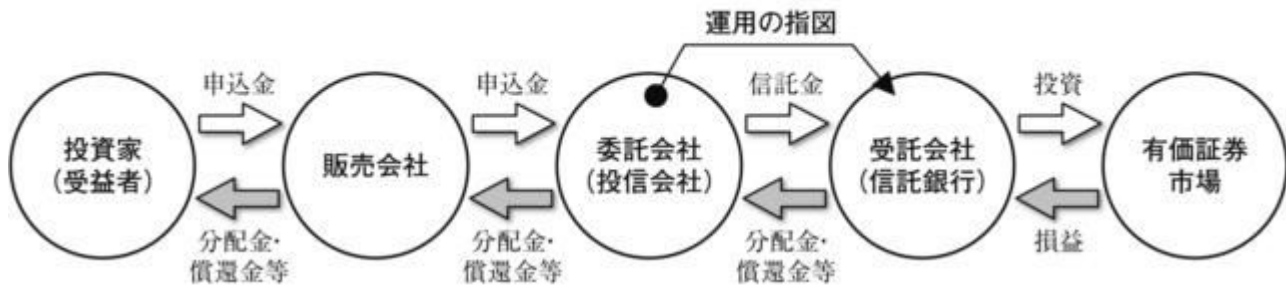 運用の指図
申込金
申込金
信託金
投資
投資家
(受益者)
販売会社
委託会社
(投信会社)
受託会社
(信託銀行)
有価証券
市場
分配金・
償還金等
分配金・
償還金等
分配金・
償還金等
損益